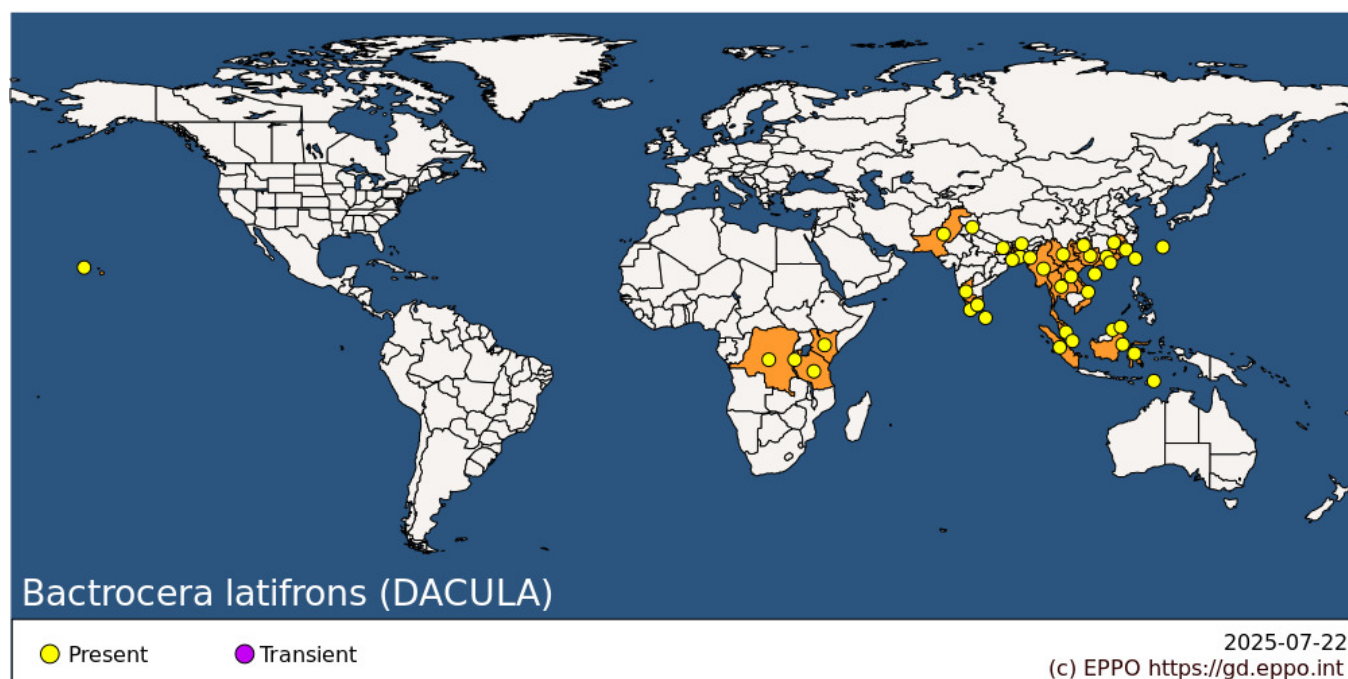 Bactrocera latifrons (DACULA)
Present
Transient
2025-07-22
(c) EPPO https://gd.eppo.int